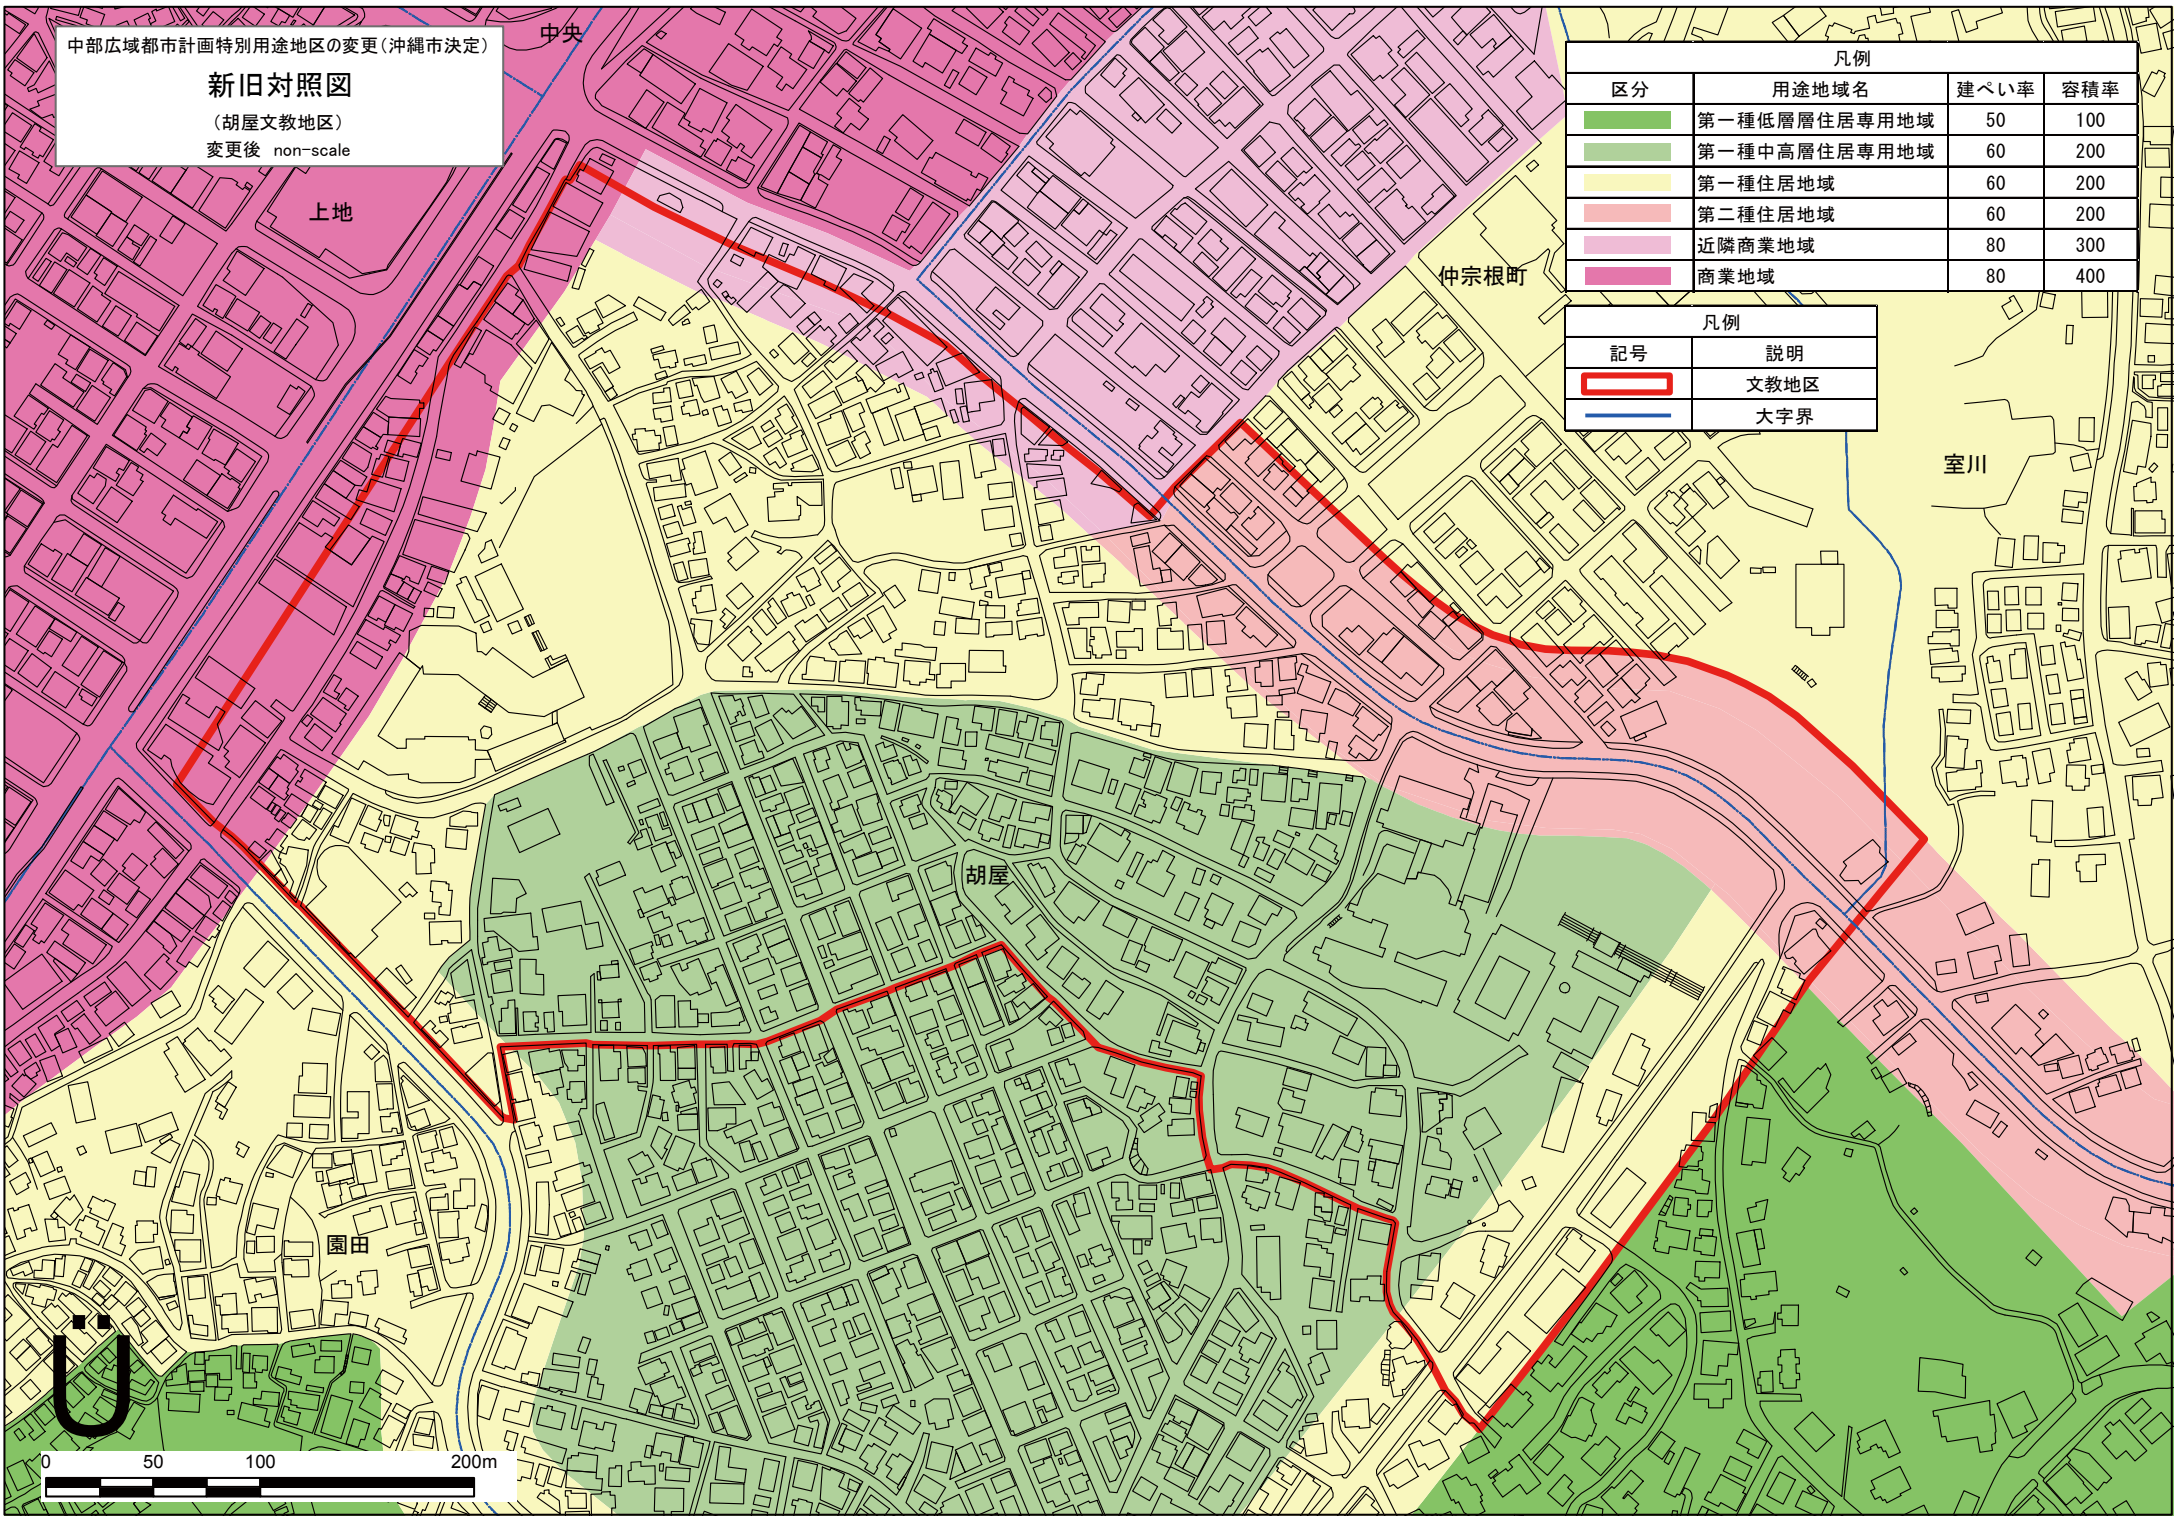 中部広域都市計画特別用途地区の変更(沖縄市決定)
新旧対照図
(胡屋文教地区)
変更後 non-scale
中央
上地
仲宗根町
室川
胡屋
園田
凡例
区分 用途地域名 建ぺい率 容積率
第一種低層層住居専用地域 50 100
第一種中高層住居専用地域 60 200
第一種住居地域 60 200
第二種住居地域 60 200
近隣商業地域 80 300
商業地域 80 400
凡例
記号 説明
文教地区
大字界
Ü
0 50 100 200m